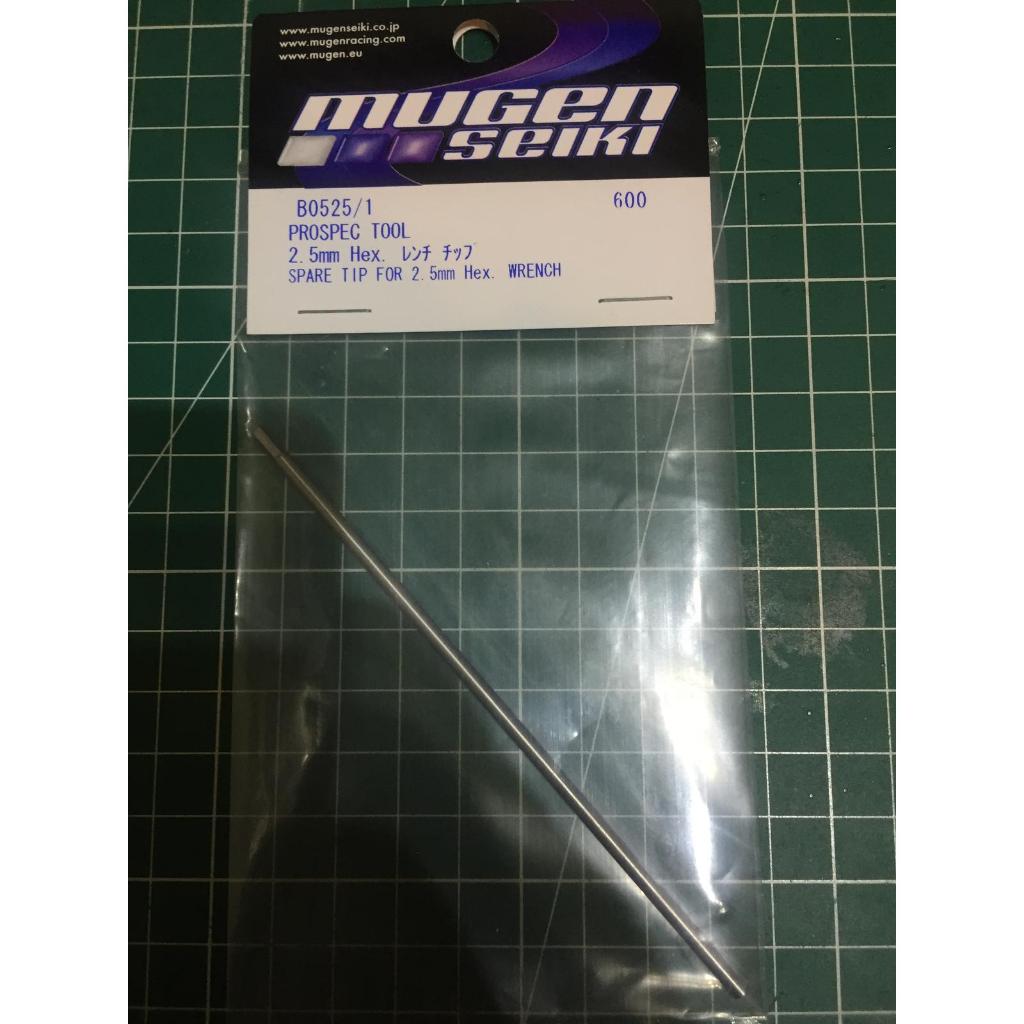 www.mugenseiki.co.jp
www.mugenracing.com
www.mugen.eu
mugen
seiki
B0525/1 600
PROSPEC TOOL
2.5mm Hex. レンチ チップ
SPARE TIP FOR 2.5mm Hex. WRENCH